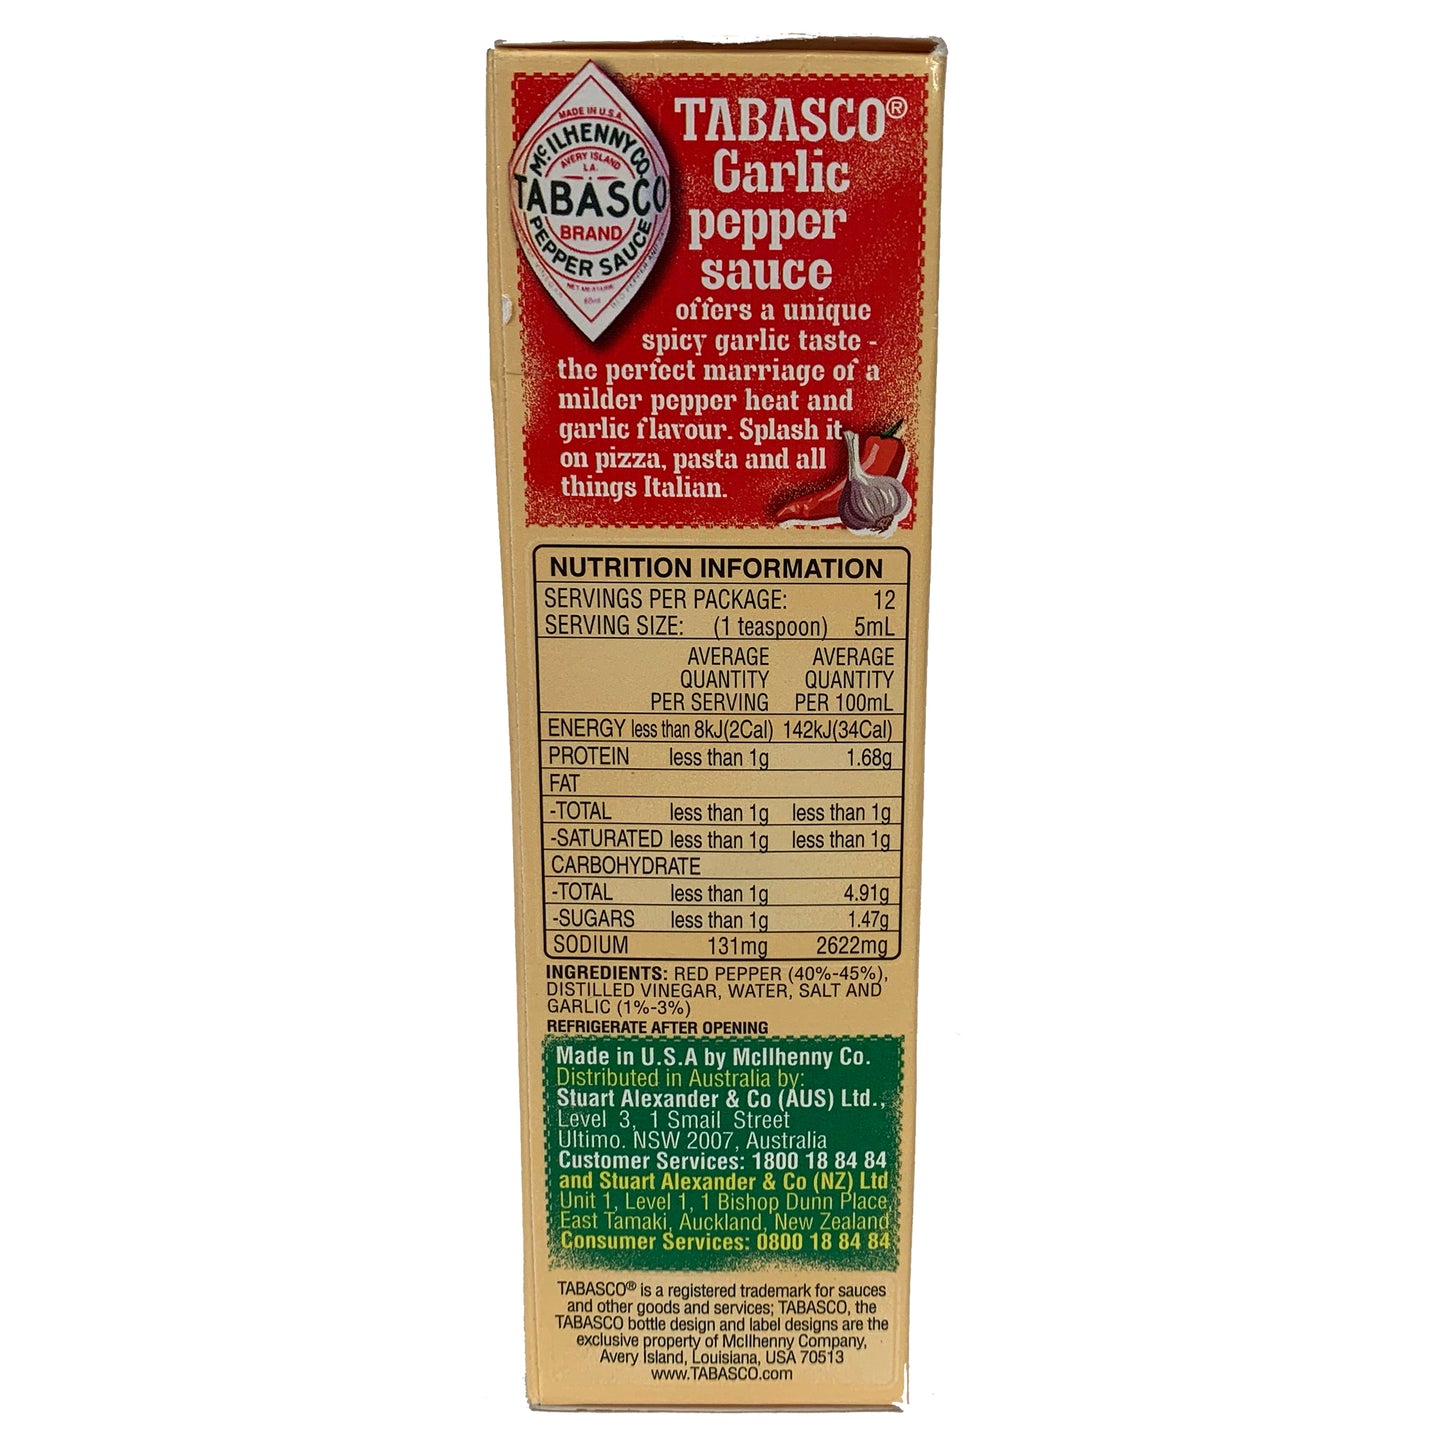 MADE IN U.S.A.
McILHENNY CO.
AVERY ISLAND
LA.
TABASCO
BRAND
PEPPER SAUCE
60ml
TABASCO®
Garlic
pepper
sauce
offers a unique
spicy garlic taste -
the perfect marriage of a
milder pepper heat and
garlic flavour. Splash it
on pizza, pasta and all
things Italian.
NUTRITION INFORMATION
SERVINGS PER PACKAGE: 12
SERVING SIZE: (1 teaspoon) 5mL
AVERAGE AVERAGE
QUANTITY QUANTITY
PER SERVING PER 100mL
ENERGY less than 8kJ(2Cal) 142kJ(34Cal)
PROTEIN less than 1g 1.68g
FAT
-TOTAL less than 1g less than 1g
-SATURATED less than 1g less than 1g
CARBOHYDRATE
-TOTAL less than 1g 4.91g
-SUGARS less than 1g 1.47g
SODIUM 131mg 2622mg
INGREDIENTS: RED PEPPER (40%-45%),
DISTILLED VINEGAR, WATER, SALT AND
GARLIC (1%-3%)
REFRIGERATE AFTER OPENING
Made in U.S.A by McIlhenny Co.
Distributed in Australia by:
Stuart Alexander & Co (AUS) Ltd.,
Level 3, 1 Smail Street
Ultimo. NSW 2007, Australia
Customer Services: 1800 18 84 84
and Stuart Alexander & Co (NZ) Ltd
Unit 1, Level 1, 1 Bishop Dunn Place
East Tamaki, Auckland, New Zealand
Consumer Services: 0800 18 84 84
TABASCO® is a registered trademark for sauces
and other goods and services; TABASCO, the
TABASCO bottle design and label designs are the
exclusive property of McIlhenny Company,
Avery Island, Louisiana, USA 70513
www.TABASCO.com